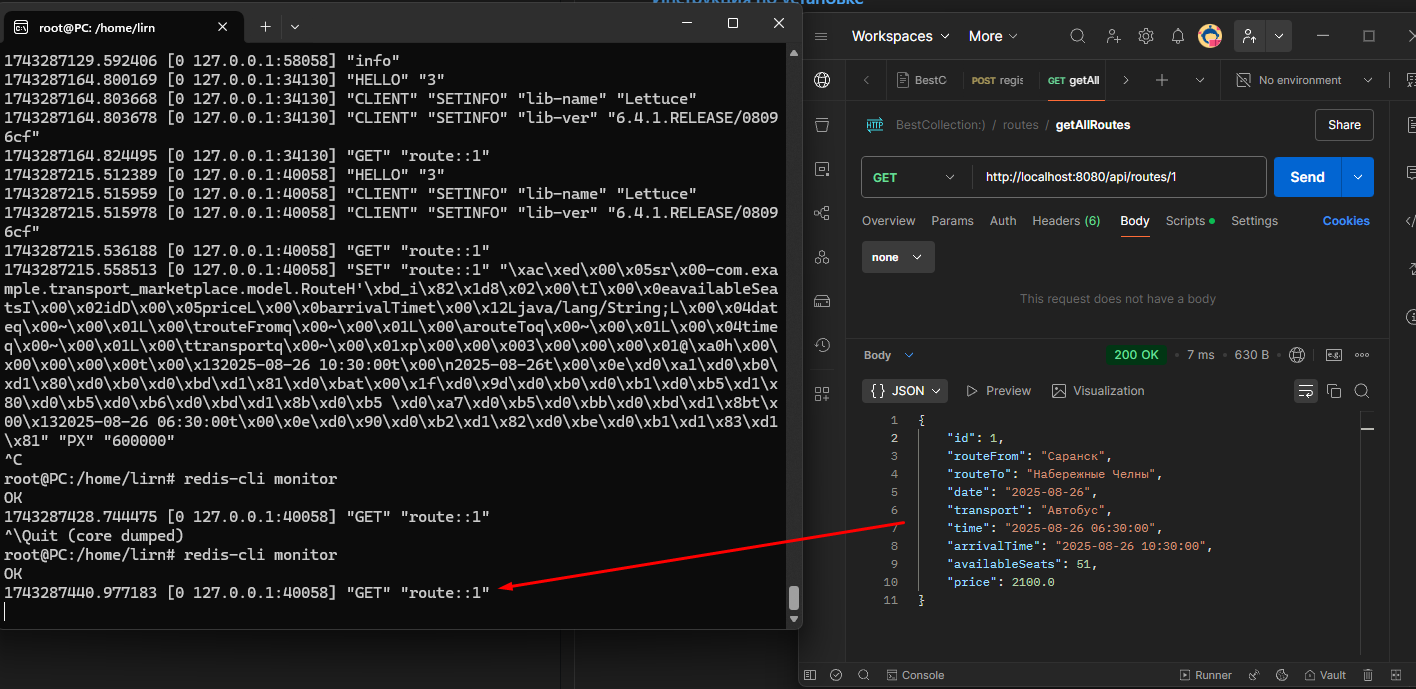 Инструкция по установке
root@PC: /home/lirn
1743287129.592406 [0 127.0.0.1:58058] "info"
1743287164.800169 [0 127.0.0.1:34130] "HELLO" "3"
1743287164.803668 [0 127.0.0.1:34130] "CLIENT" "SETINFO" "lib-name" "Lettuce"
1743287164.803678 [0 127.0.0.1:34130] "CLIENT" "SETINFO" "lib-ver" "6.4.1.RELEASE/0809
6cf"
1743287164.824495 [0 127.0.0.1:34130] "GET" "route::1"
1743287215.512389 [0 127.0.0.1:40058] "HELLO" "3"
1743287215.515959 [0 127.0.0.1:40058] "CLIENT" "SETINFO" "lib-name" "Lettuce"
1743287215.515978 [0 127.0.0.1:40058] "CLIENT" "SETINFO" "lib-ver" "6.4.1.RELEASE/0809
6cf"
1743287215.536188 [0 127.0.0.1:40058] "GET" "route::1"
1743287215.558513 [0 127.0.0.1:40058] "SET" "route::1" "\xac\xed\x00\x05sr\x00-com.exa
mple.transport_marketplace.model.RouteH'\xbd_i\x82\x1d8\x02\x00\tI\x00\x0eavailableSea
tsI\x00\x02idD\x00\x05priceL\x00\x0barrivalTimet\x00\x12Ljava/lang/String;L\x00\x04dat
eq\x00~\x00\x01L\x00\trouteFromq\x00~\x00\x01L\x00\arouteToq\x00~\x00\x01L\x00\x04time
q\x00~\x00\x01L\x00\ttransportq\x00~\x00\x01xp\x00\x00\x003\x00\x00\x00\x01@\xa0h\x00\
x00\x00\x00\x00\x00t\x00\x132025-08-26 10:30:00t\x00\n2025-08-26t\x00\x0e\xd0\xa1\xd0\xb0\
xd1\x80\xd0\xb0\xd0\xbd\xd1\x81\xd0\xbat\x00\x1f\xd0\x9d\xd0\xb0\xd0\xb1\xd0\xb5\xd1\x
80\xd0\xb5\xd0\xb6\xd0\xbd\xd1\x8b\xd0\xb5 \xd0\xa7\xd0\xb5\xd0\xbb\xd0\xbd\xd1\x8bt\x
00\x132025-08-26 06:30:00t\x00\x0e\xd0\x90\xd0\xb2\xd1\x82\xd0\xbe\xd0\xb1\xd1\x83\xd1
\x81" "PX" "600000"
^C
root@PC:/home/lirn# redis-cli monitor
OK
1743287428.744475 [0 127.0.0.1:40058] "GET" "route::1"
^\Quit (core dumped)
root@PC:/home/lirn# redis-cli monitor
OK
1743287440.977183 [0 127.0.0.1:40058] "GET" "route::1"
Workspaces More
BestC POST regis GET getAll No environment
HTTP BestCollection:) / routes / getAllRoutes Share
GET http://localhost:8080/api/routes/1 Send
Overview Params Auth Headers (6) Body Scripts Settings Cookies
none
This request does not have a body
Body 200 OK 7 ms 630 B e.g.
{} JSON Preview Visualization
1 {
2 "id": 1,
3 "routeFrom": "Саранск",
4 "routeTo": "Набережные Челны",
5 "date": "2025-08-26",
6 "transport": "Автобус",
7 "time": "2025-08-26 06:30:00",
8 "arrivalTime": "2025-08-26 10:30:00",
9 "availableSeats": 51,
10 "price": 2100.0
11 }
Console Runner Vault